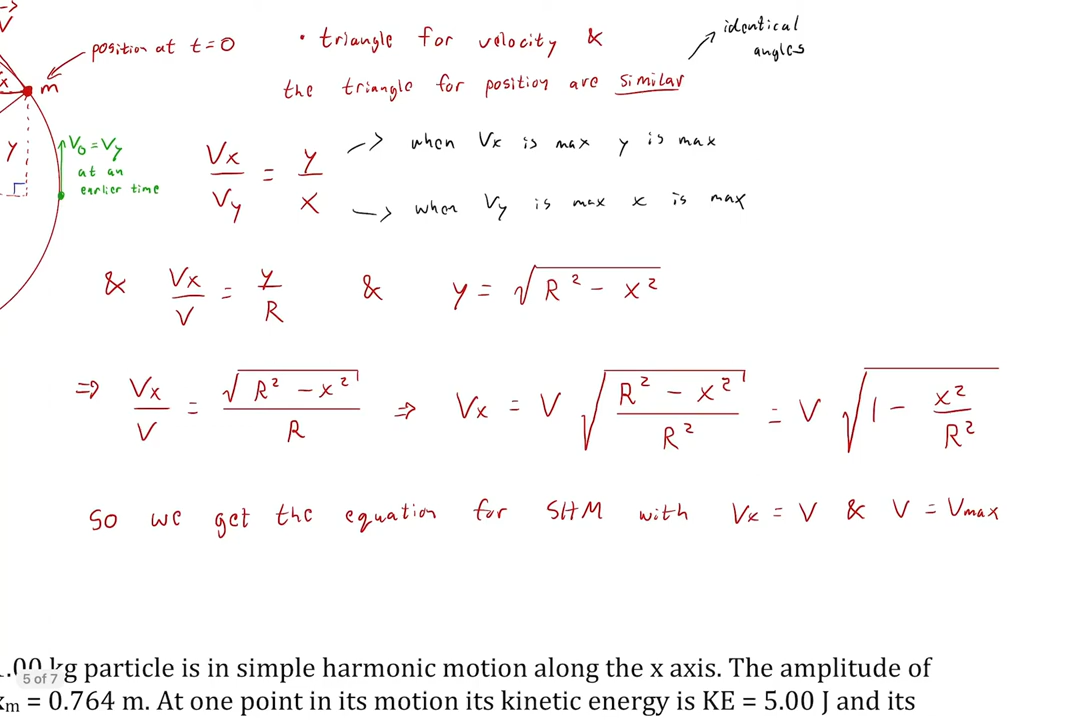 V
position at t = 0
• triangle for velocity &
identical
angles
x
m
the triangle for position are similar
y
V₀ = Vy
at an
earlier time
Vx/Vy = y/x
-> when Vx is max y is max
-> when Vy is max x is max
& Vx/V = y/R & y = √(R² - x²)
=> Vx/V = √(R² - x²)/R => Vx = V √((R² - x²)/R²) = V √(1 - x²/R²)
So we get the equation for SHM with Vx = V & V = Vmax
.00 kg particle is in simple harmonic motion along the x axis. The amplitude of
5 of 7
xm = 0.764 m. At one point in its motion its kinetic energy is KE = 5.00 J and its